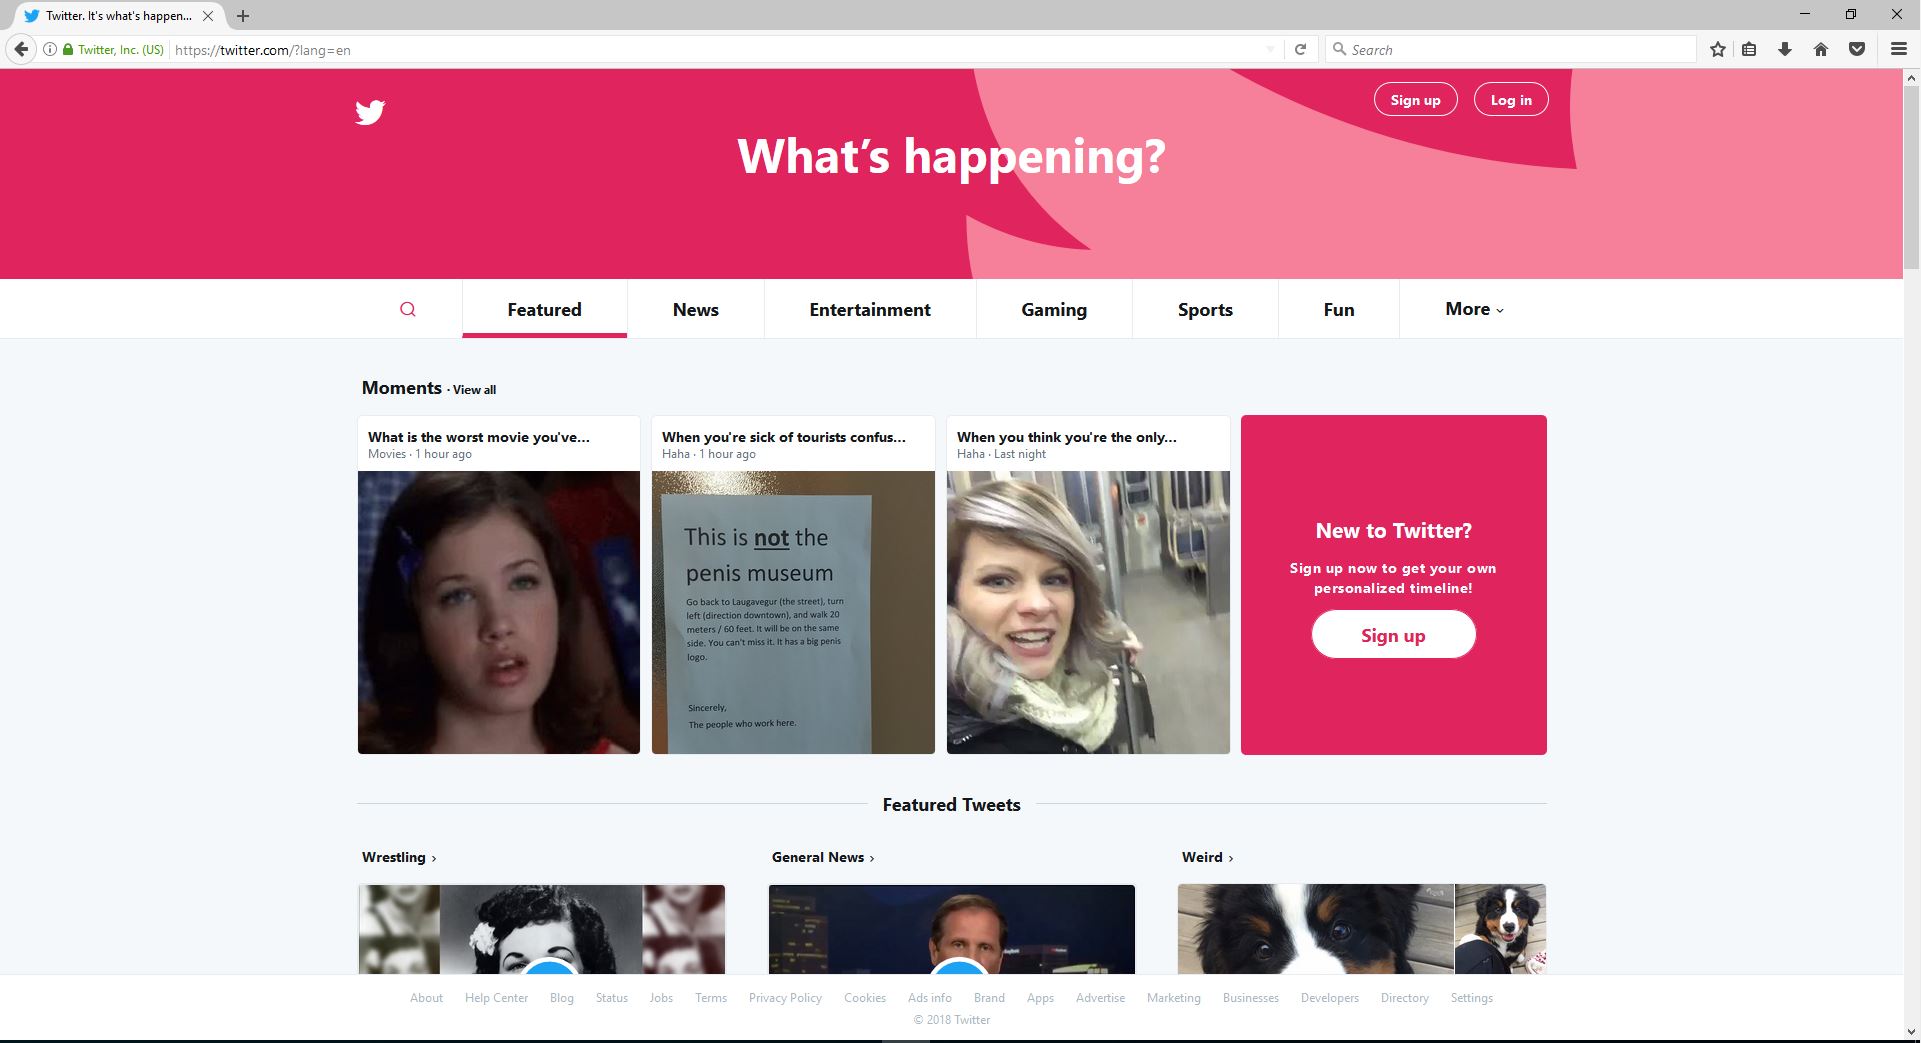 Twitter. It's what's happen...
Twitter, Inc. (US)
https://twitter.com/?lang=en
Search
Sign up
Log in
What's happening?
Featured
News
Entertainment
Gaming
Sports
Fun
More
Moments · View all
What is the worst movie you've...
Movies · 1 hour ago
When you're sick of tourists confus...
Haha · 1 hour ago
When you think you're the only...
Haha · Last night
This is not the
penis museum
Go back to Laugavegur (the street), turn
left (direction downtown), and walk 20
meters / 60 feet. It will be on the same
side. You can't miss it. It has a big penis
logo.
Sincerely,
The people who work here.
New to Twitter?
Sign up now to get your own
personalized timeline!
Sign up
Featured Tweets
Wrestling ›
General News ›
Weird ›
About
Help Center
Blog
Status
Jobs
Terms
Privacy Policy
Cookies
Ads info
Brand
Apps
Advertise
Marketing
Businesses
Developers
Directory
Settings
© 2018 Twitter